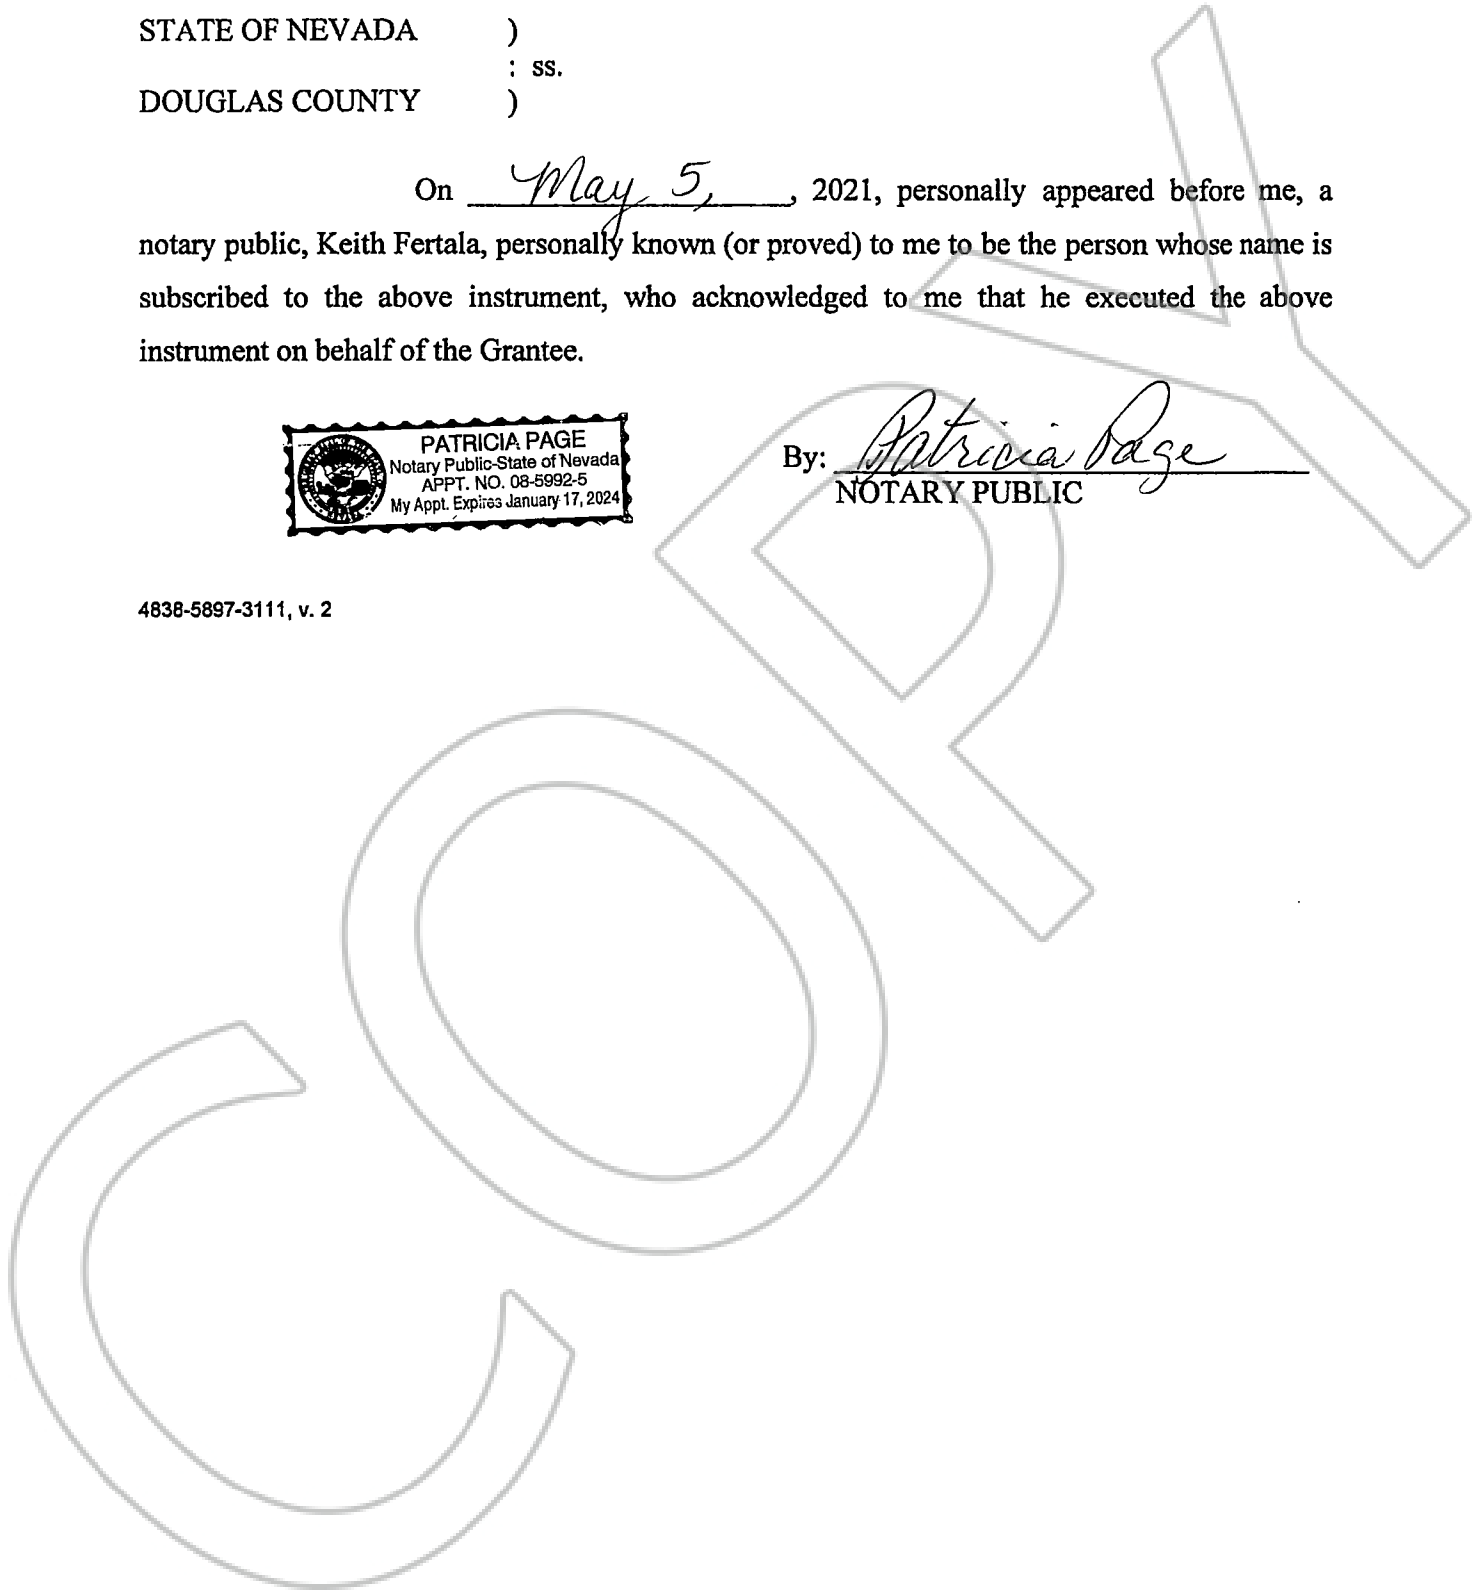 STATE OF NEVADA )
: ss.
DOUGLAS COUNTY )
On May 5, , 2021, personally appeared before me, a
notary public, Keith Fertala, personally known (or proved) to me to be the person whose name is
subscribed to the above instrument, who acknowledged to me that he executed the above
instrument on behalf of the Grantee.
PATRICIA PAGE
Notary Public-State of Nevada
APPT. NO. 08-5992-5
My Appt. Expires January 17, 2024
By: Patricia Page
NOTARY PUBLIC
4838-5897-3111, v. 2
COPY